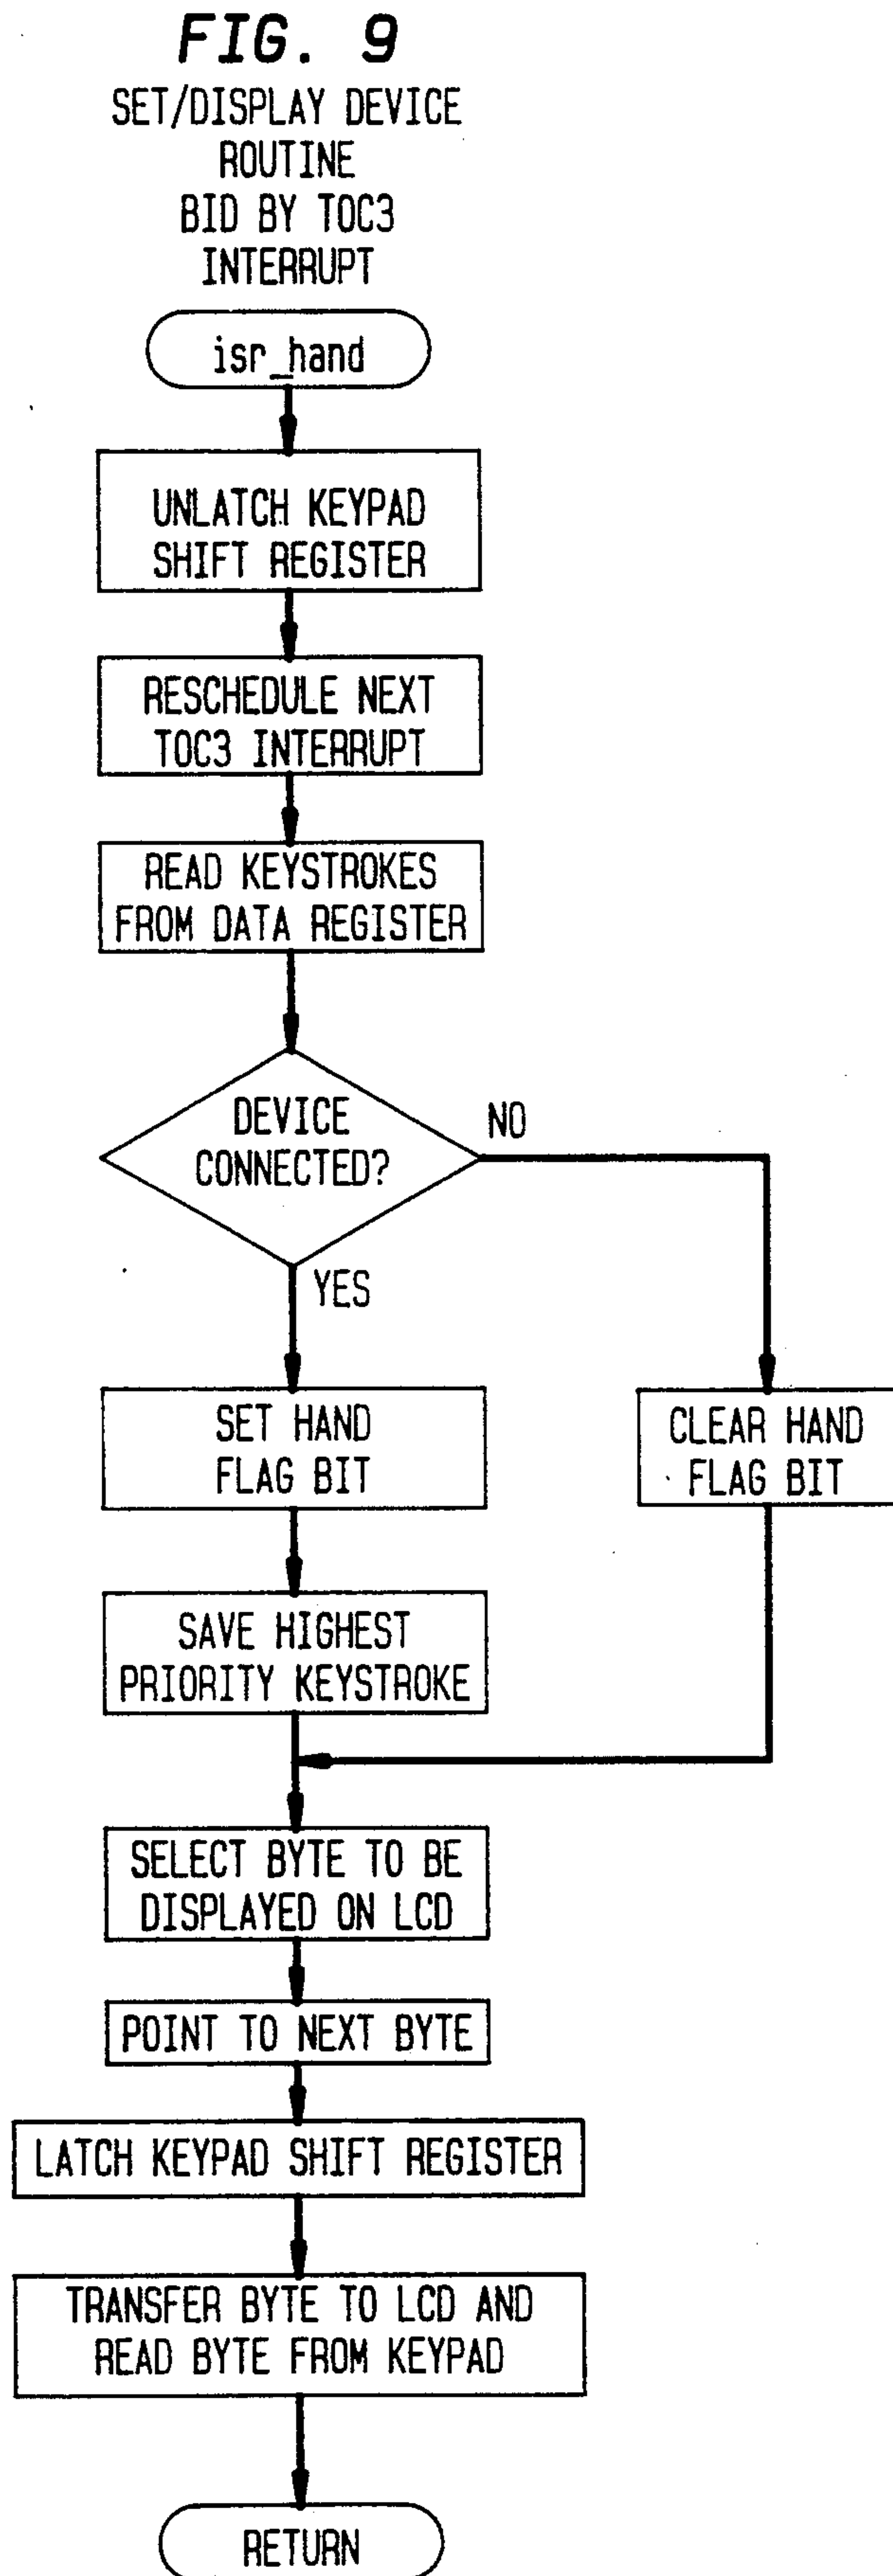 FIG. 9
SET/DISPLAY DEVICE
ROUTINE
BID BY TOC3
INTERRUPT
isr_hand
UNLATCH KEYPAD
SHIFT REGISTER
RESCHEDULE NEXT
TOC3 INTERRUPT
READ KEYSTROKES
FROM DATA REGISTER
DEVICE
CONNECTED?
NO
YES
SET HAND
FLAG BIT
CLEAR HAND
FLAG BIT
SAVE HIGHEST
PRIORITY KEYSTROKE
SELECT BYTE TO BE
DISPLAYED ON LCD
POINT TO NEXT BYTE
LATCH KEYPAD SHIFT REGISTER
TRANSFER BYTE TO LCD AND
READ BYTE FROM KEYPAD
RETURN